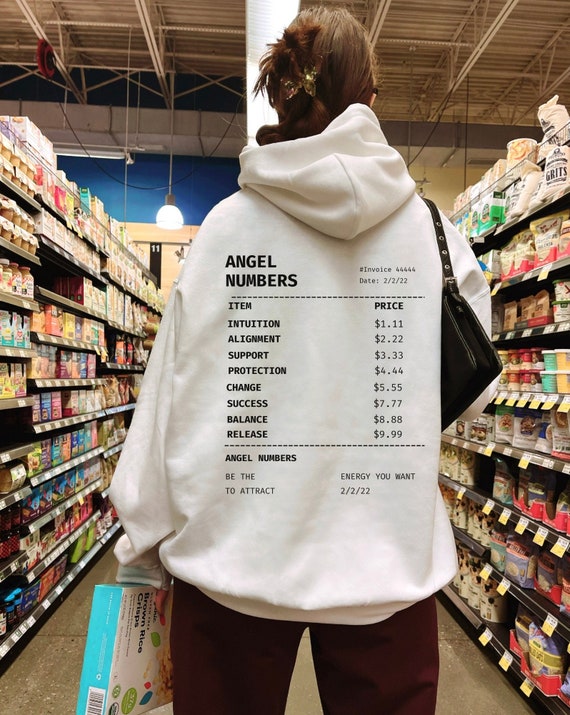 ANGEL
NUMBERS
#Invoice 44444
Date: 2/2/22
ITEM PRICE
INTUITION $1.11
ALIGNMENT $2.22
SUPPORT $3.33
PROTECTION $4.44
CHANGE $5.55
SUCCESS $7.77
BALANCE $8.88
RELEASE $9.99
ANGEL NUMBERS
BE THE ENERGY YOU WANT
TO ATTRACT 2/2/22
11
GRITS
Brown Rice
Crisps